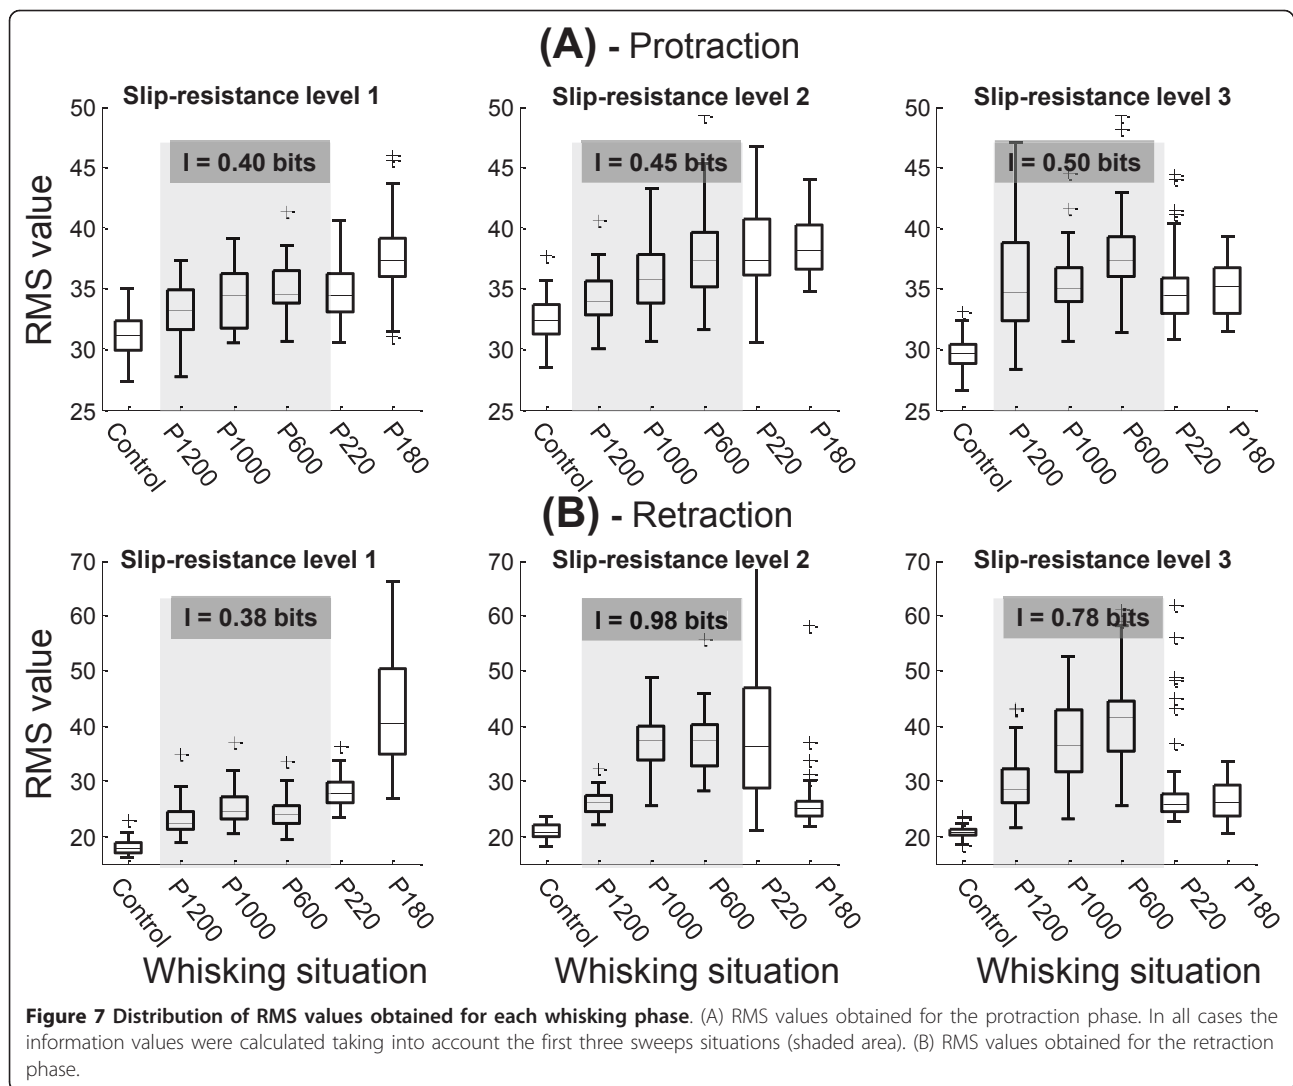 (A) - Protraction
Slip-resistance level 1
Slip-resistance level 2
Slip-resistance level 3
RMS value
50
45
40
35
30
25
I = 0.40 bits
Control
P1200
P1000
P600
P220
P180
50
45
40
35
30
25
I = 0.45 bits
Control
P1200
P1000
P600
P220
P180
50
45
40
35
30
25
I = 0.50 bits
Control
P1200
P1000
P600
P220
P180
(B) - Retraction
Slip-resistance level 1
Slip-resistance level 2
Slip-resistance level 3
RMS value
70
60
50
40
30
20
I = 0.38 bits
Control
P1200
P1000
P600
P220
P180
Whisking situation
70
60
50
40
30
20
I = 0.98 bits
Control
P1200
P1000
P600
P220
P180
Whisking situation
70
60
50
40
30
20
I = 0.78 bits
Control
P1200
P1000
P600
P220
P180
Whisking situation
Figure 7 Distribution of RMS values obtained for each whisking phase. (A) RMS values obtained for the protraction phase. In all cases the
information values were calculated taking into account the first three sweeps situations (shaded area). (B) RMS values obtained for the retraction
phase.